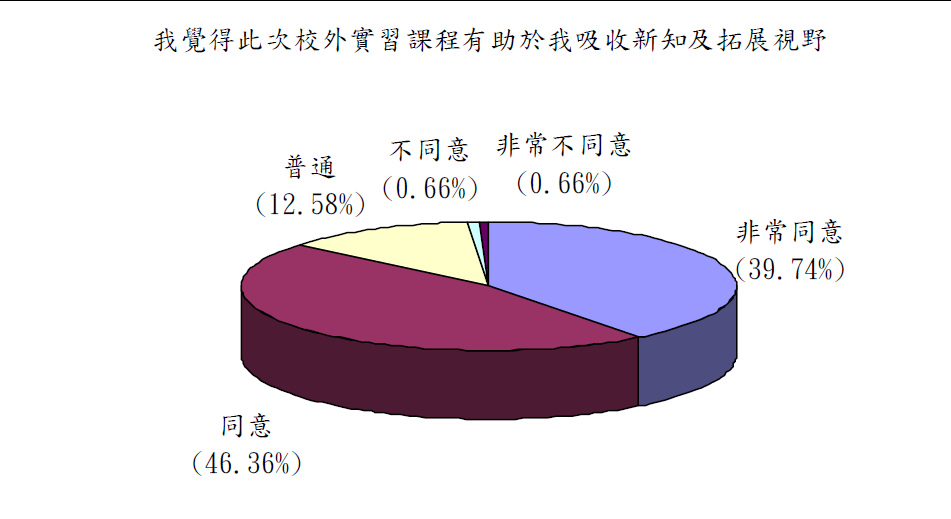 我覺得此次校外實習課程有助於我吸收新知及拓展視野
普通
(12.58%)
不同意
(0.66%)
非常不同意
(0.66%)
非常同意
(39.74%)
同意
(46.36%)